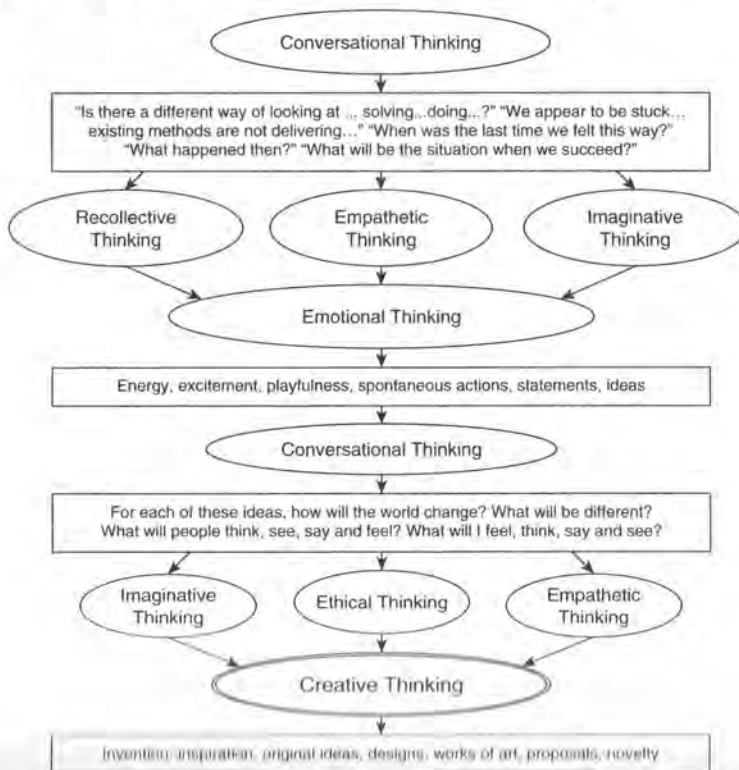 Conversational Thinking
“Is there a different way of looking at ... solving...doing...?” “We appear to be stuck...
existing methods are not delivering...” “When was the last time we felt this way?”
“What happened then?” “What will be the situation when we succeed?”
Recollective
Thinking
Empathetic
Thinking
Imaginative
Thinking
Emotional Thinking
Energy, excitement, playfulness, spontaneous actions, statements, ideas
Conversational Thinking
For each of these ideas, how will the world change? What will be different?
What will people think, see, say and feel? What will I feel, think, say and see?
Imaginative
Thinking
Ethical Thinking
Empathetic
Thinking
Creative Thinking
Invention, inspiration, original ideas, designs, works of art, proposals, novelty